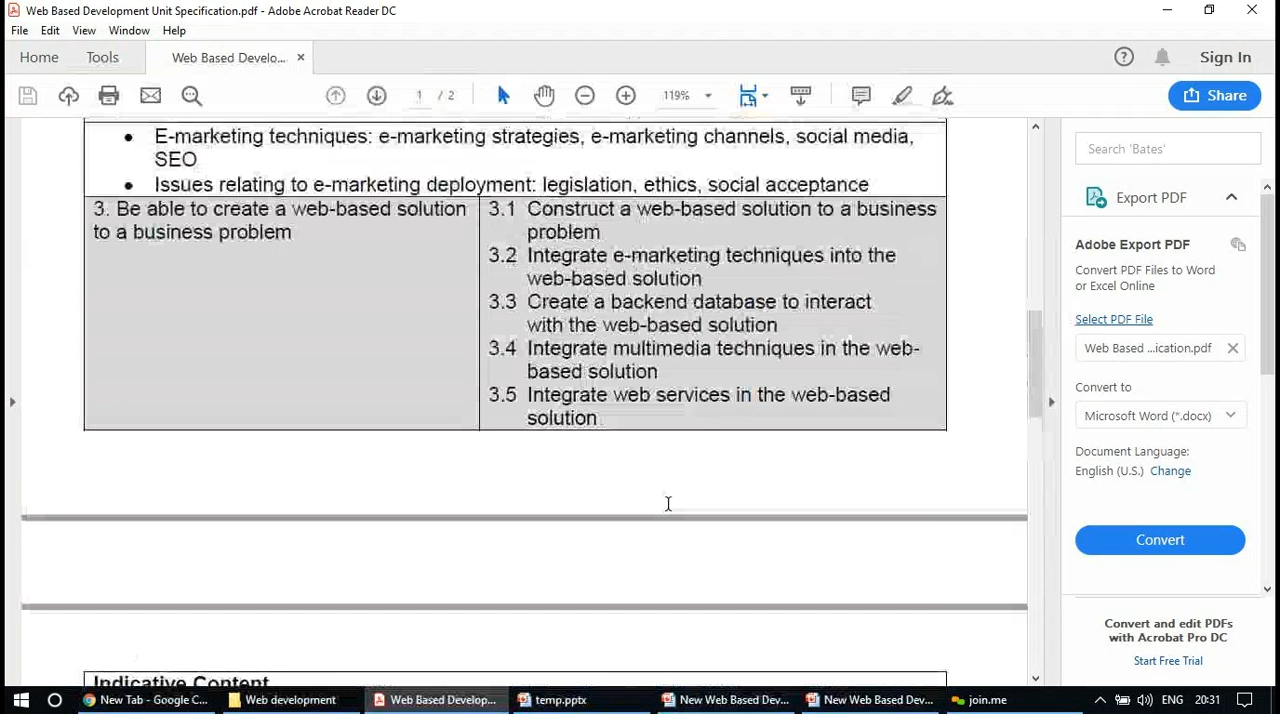 Web Based Development Unit Specification.pdf - Adobe Acrobat Reader DC
File Edit View Window Help
Home Tools Web Based Develo... ×
Sign In
1 / 2
119%
Share
• E-marketing techniques: e-marketing strategies, e-marketing channels, social media,
SEO
• Issues relating to e-marketing deployment: legislation, ethics, social acceptance
3. Be able to create a web-based solution
to a business problem
3.1 Construct a web-based solution to a business
problem
3.2 Integrate e-marketing techniques into the
web-based solution
3.3 Create a backend database to interact
with the web-based solution
3.4 Integrate multimedia techniques in the web-
based solution
3.5 Integrate web services in the web-based
solution
Indicative Content
Search 'Bates'
Export PDF
Adobe Export PDF
Convert PDF Files to Word
or Excel Online
Select PDF File
Web Based ...ication.pdf
Convert to
Microsoft Word (*.docx)
Document Language:
English (U.S.) Change
Convert
Convert and edit PDFs
with Acrobat Pro DC
Start Free Trial
New Tab - Google C... Web development Web Based Develop... temp.pptx New Web Based Dev... New Web Based Dev... join.me ENG 20:31